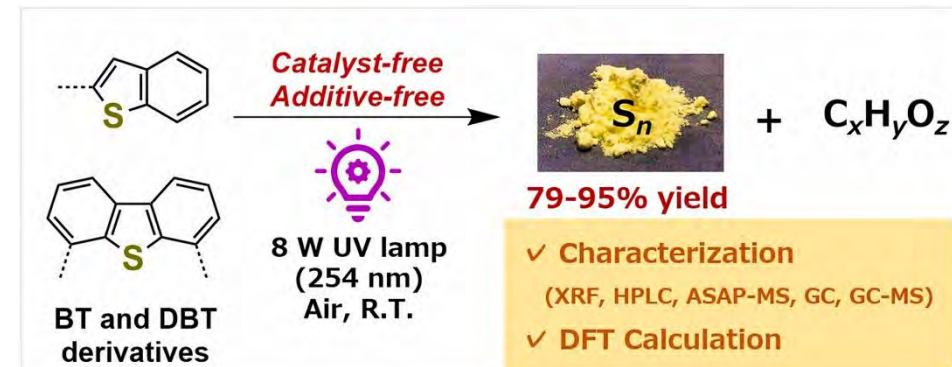 S
S
BT and DBT
derivatives
Catalyst-free
Additive-free
8 W UV lamp
(254 nm)
Air, R.T.
Sn
+
CxHyOz
79-95% yield
✓ Characterization
(XRF, HPLC, ASAP-MS, GC, GC-MS)
✓ DFT Calculation